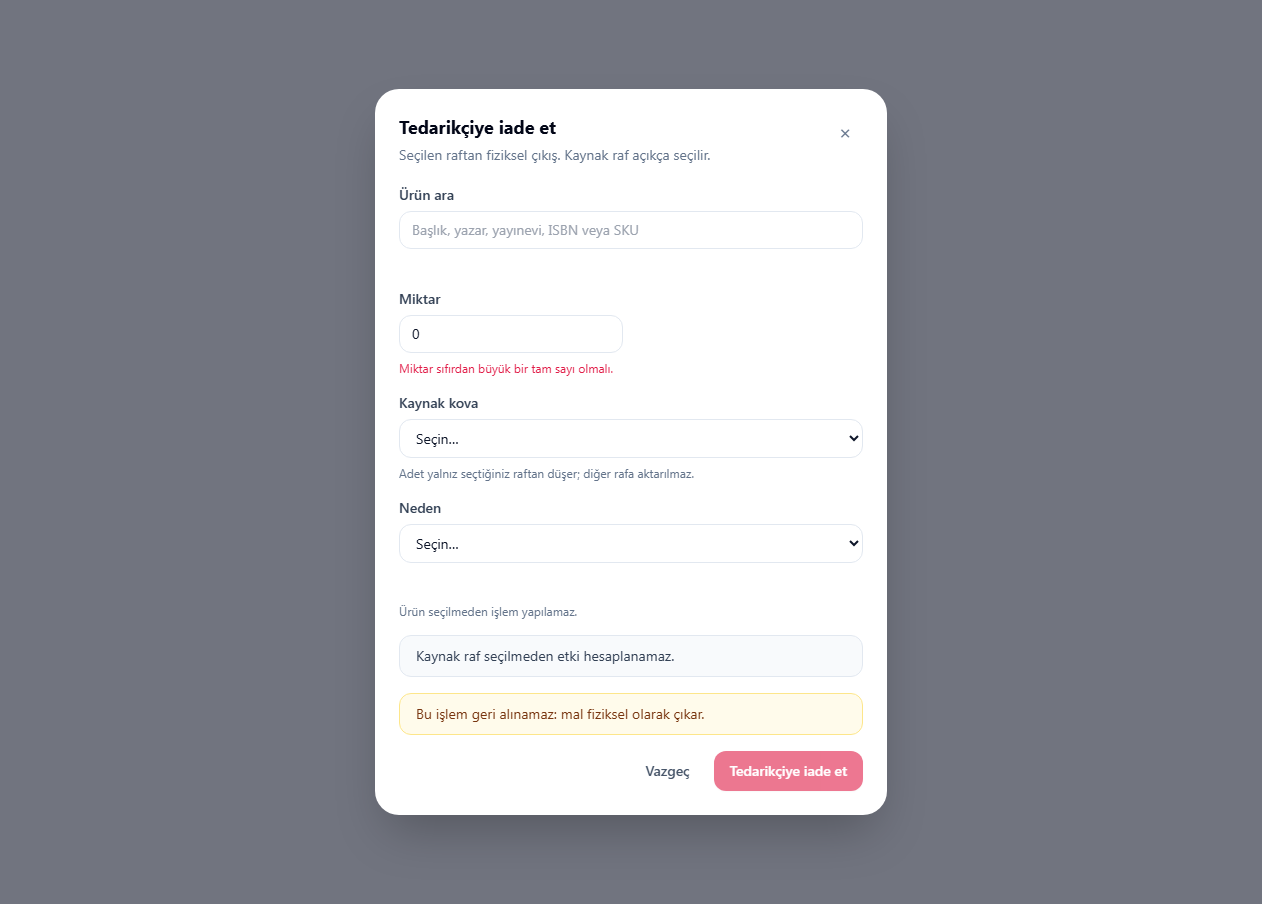 Tedarikçiye iade et
×
Seçilen raftan fiziksel çıkış. Kaynak raf açıkça seçilir.
Ürün ara
Başlık, yazar, yayınevi, ISBN veya SKU
Miktar
0
Miktar sıfırdan büyük bir tam sayı olmalı.
Kaynak kova
Seçin…
Adet yalnız seçtiğiniz raftan düşer; diğer rafa aktarılmaz.
Neden
Seçin…
Ürün seçilmeden işlem yapılamaz.
Kaynak raf seçilmeden etki hesaplanamaz.
Bu işlem geri alınamaz: mal fiziksel olarak çıkar.
Vazgeç
Tedarikçiye iade et